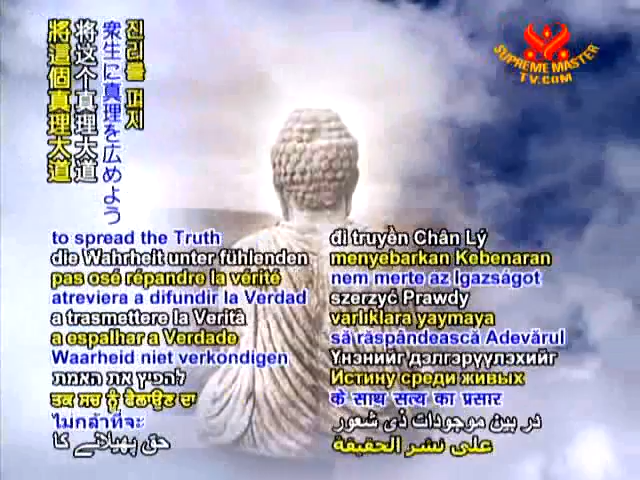 將這個真理大道
将这个真理大道
衆生に真理を広めよう
진리를 펴지
SUPREME MASTER
TV.COM
to spread the Truth
die Wahrheit unter fühlenden
pas osé répandre la vérité
atreviera a difundir la Verdad
a trasmettere la Verità
a espalhar a Verdade
Waarheid niet verkondigen
להפיץ את האמת
ਤਕ ਸਚ ਨੂੰ ਫੈਲਾਉਣ ਦਾ
ไม่กล้าที่จะ
حق پھیلانے کا
đi truyền Chân Lý
menyebarkan Kebenaran
nem merte az Igazságot
szerzyć Prawdy
varlıklara yaymaya
să răspândească Adevărul
Үнэнийг дэлгэрүүлэхийг
Истину среди живых
के साथ सत्य का प्रसार
در بین موجودات ذی شعور
على نشر الحقيقة